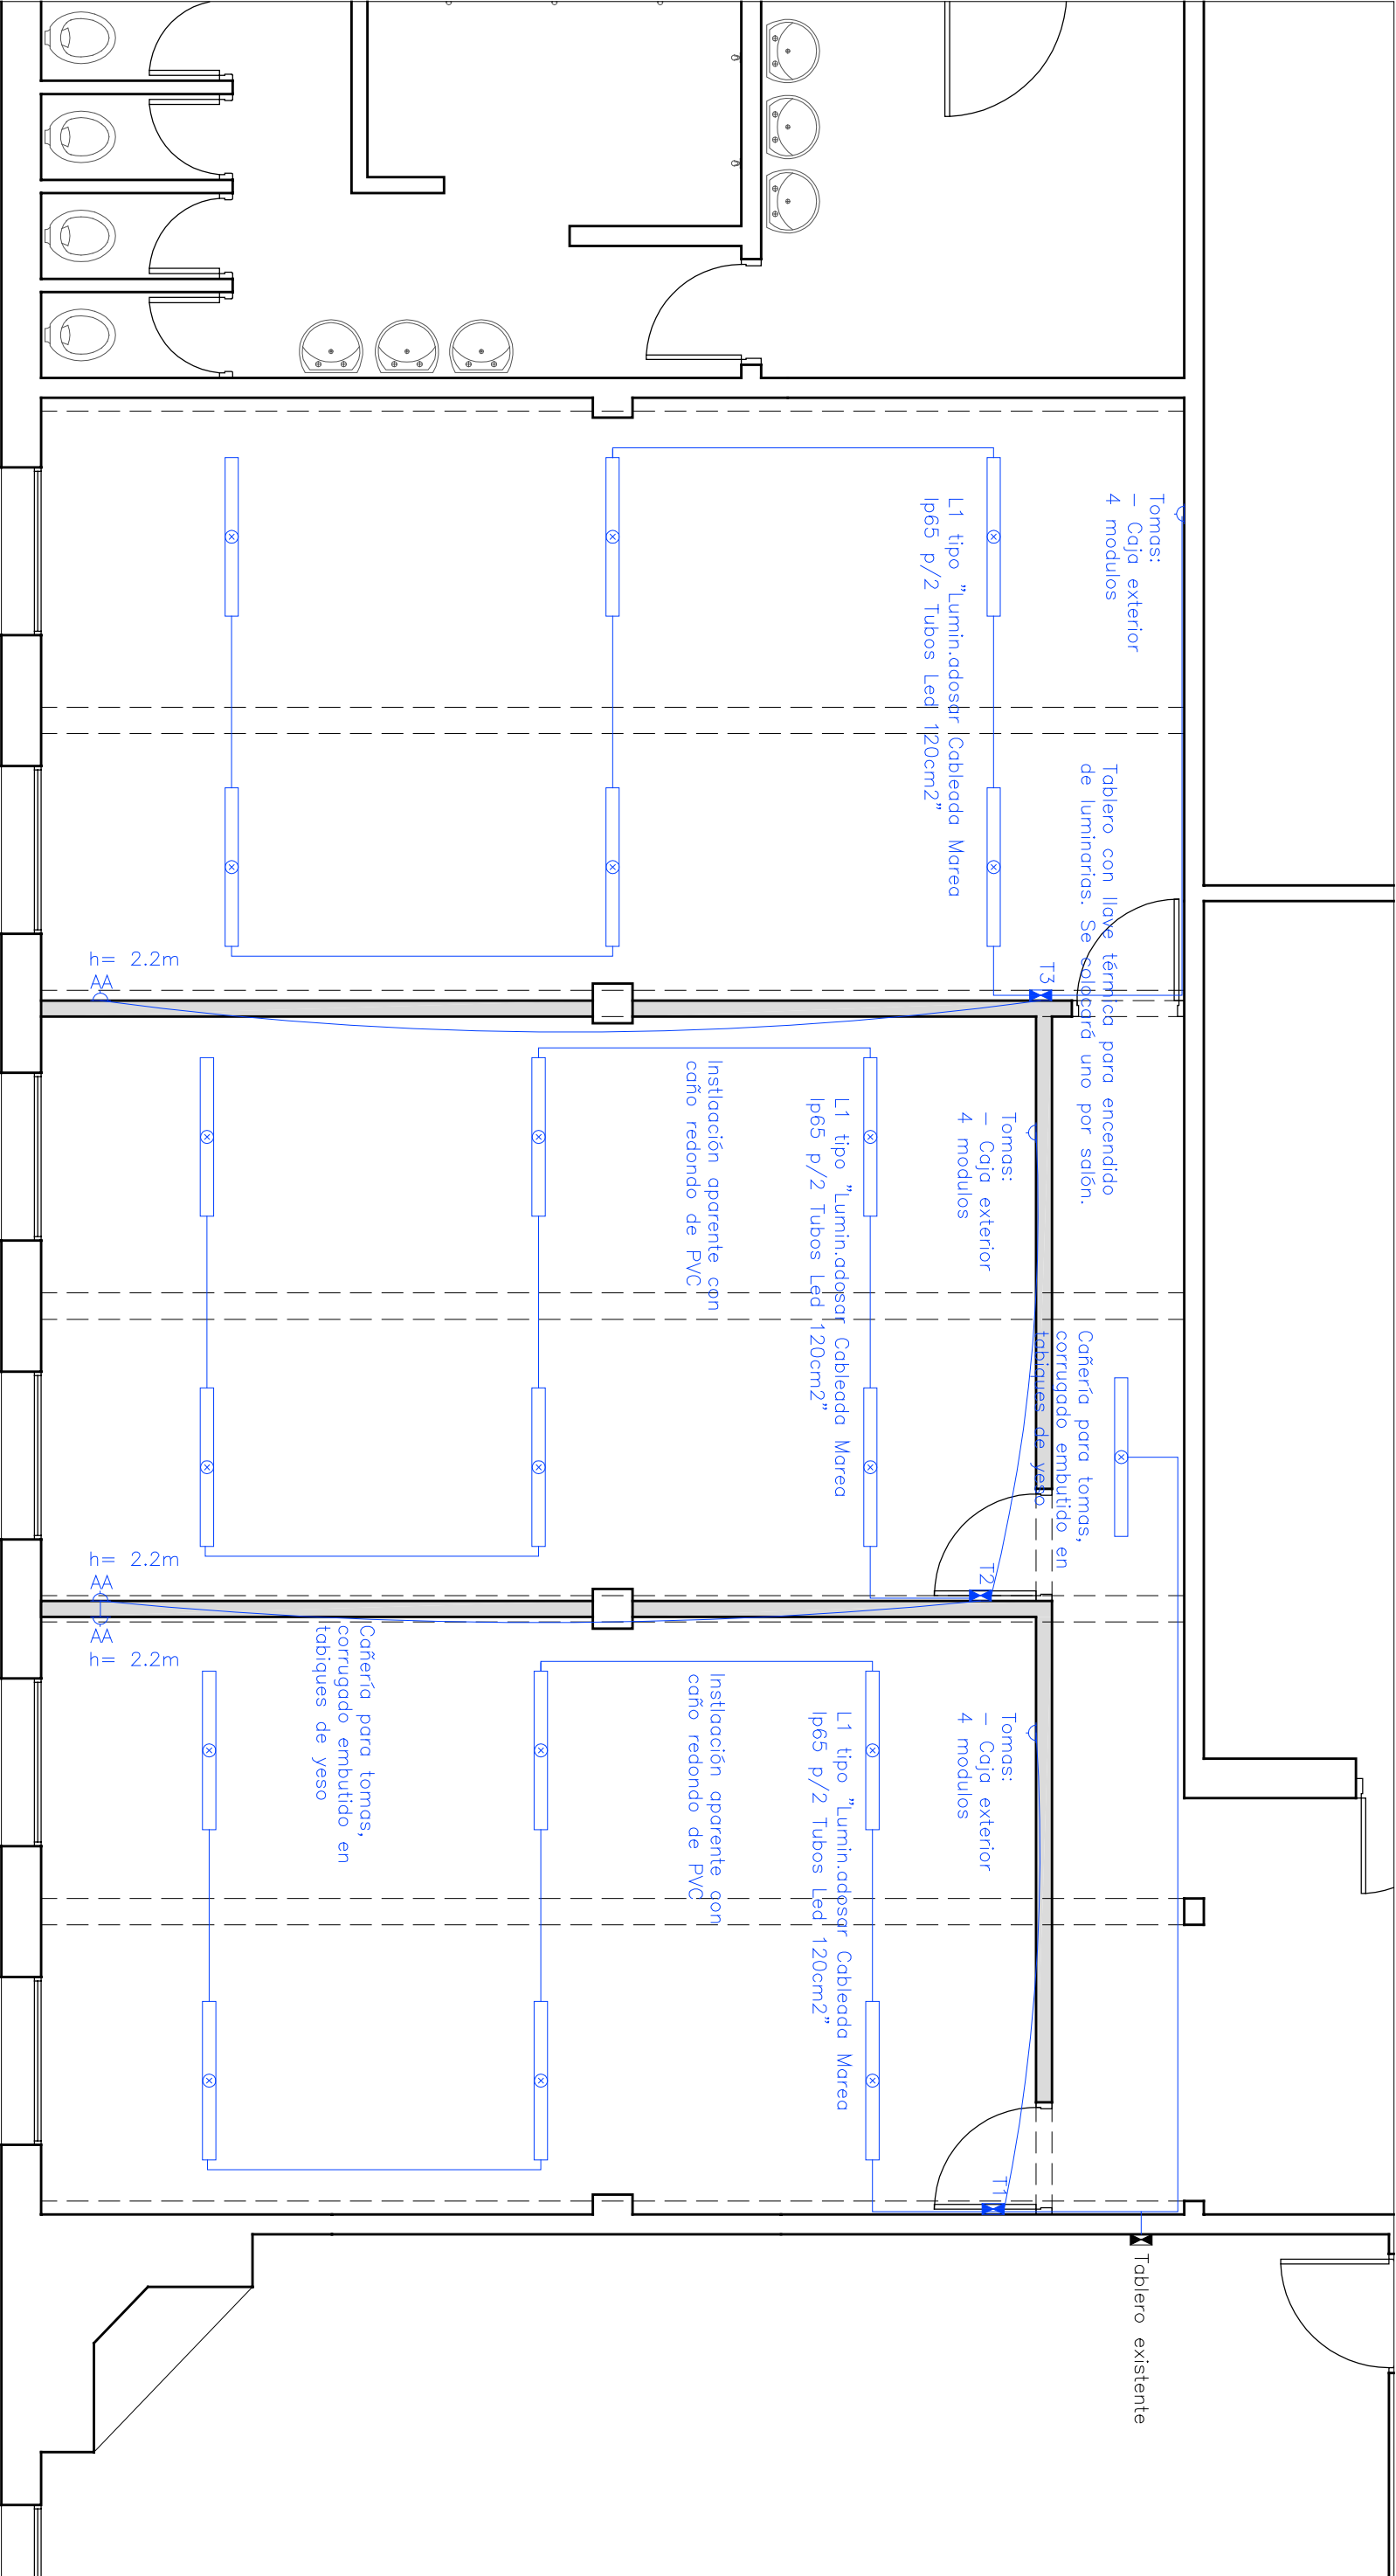 Tomas:
– Caja exterior
4 modulos
L1 tipo "Lumin.adosar Cableada Marea
Ip65 p/2 Tubos Led 120cm2"
Tablero con llave térmica para encendido
de luminarias. Se colocará uno por salón.
h= 2.2m
AA
T3
Tomas:
– Caja exterior
4 modulos
L1 tipo "Lumin.adosar Cableada Marea
Ip65 p/2 Tubos Led 120cm2"
Instlaación aparente con
caño redondo de PVC
Cañería para tomas,
corrugado embutido en
tabiques de yeso
h= 2.2m
AA
T2
AA
h= 2.2m
Tomas:
– Caja exterior
4 modulos
L1 tipo "Lumin.adosar Cableada Marea
Ip65 p/2 Tubos Led 120cm2"
Instlaación aparente con
caño redondo de PVC
Cañería para tomas,
corrugado embutido en
tabiques de yeso
T1
Tablero existente